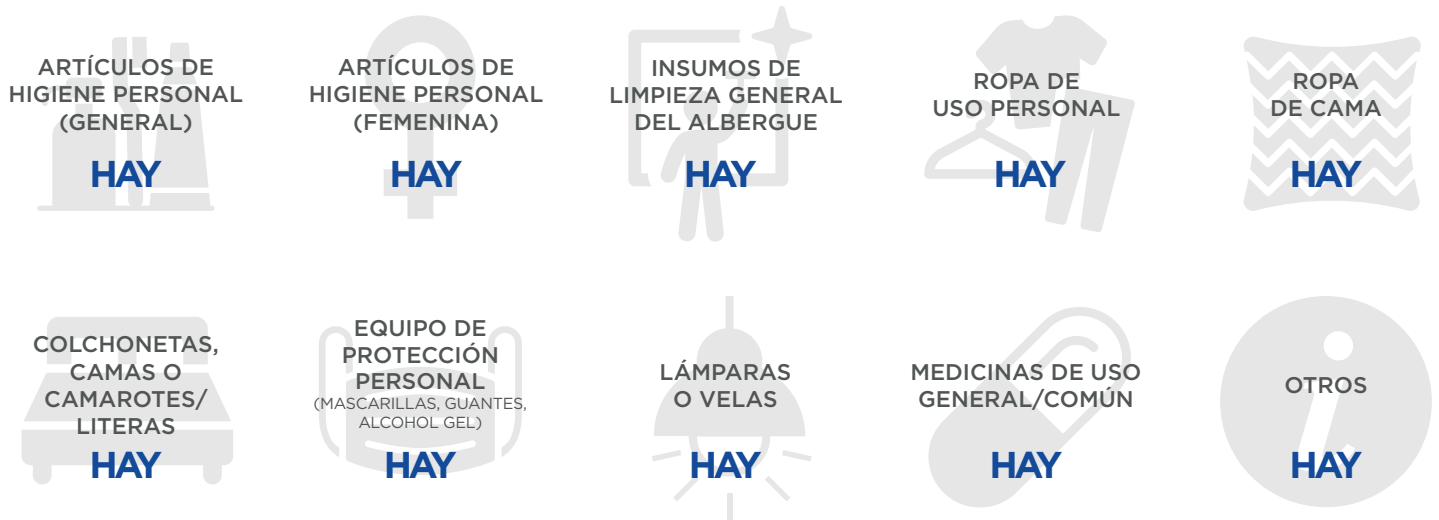 ARTÍCULOS DE
HIGIENE PERSONAL
(GENERAL)
HAY
ARTÍCULOS DE
HIGIENE PERSONAL
(FEMENINA)
HAY
INSUMOS DE
LIMPIEZA GENERAL
DEL ALBERGUE
HAY
ROPA DE
USO PERSONAL
HAY
ROPA
DE CAMA
HAY
COLCHONETAS,
CAMAS O
CAMAROTES/
LITERAS
HAY
EQUIPO DE
PROTECCIÓN
PERSONAL
(MASCARILLAS, GUANTES,
ALCOHOL GEL)
HAY
LÁMPARAS
O VELAS
HAY
MEDICINAS DE USO
GENERAL/COMÚN
HAY
OTROS
HAY